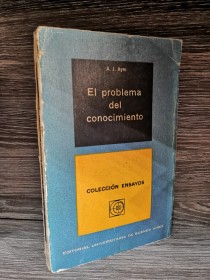 A. J. Ayer
El problema
del
conocimiento
COLECCIÓN ENSAYOS
EDITORIAL UNIVERSITARIA DE BUENOS AIRES